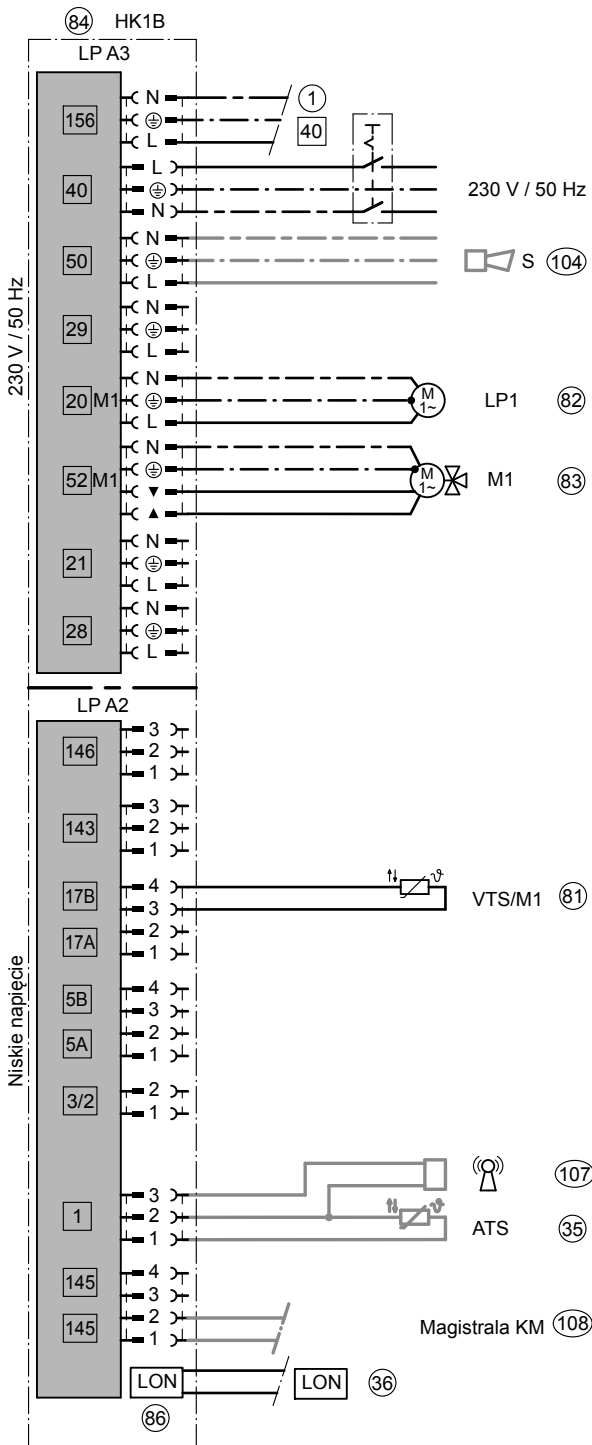 84 HK1B
LP A3
156 N 1
L 40
40 L
N
230 V / 50 Hz
50 N
L
S 104
29 N
L
230 V / 50 Hz
20 M1 N
L
M
1~
LP1 82
52 M1 N
▼
▲
M
1~
M1 83
21 N
L
28 N
L
LP A2
146 3
2
1
143 3
2
1
17B 4
3
VTS/M1 81
17A 2
1
Niskie napięcie
5B 4
3
5A 2
1
3/2 2
1
107
1 3
2
1
ATS 35
145 4
3
145 2
1
Magistrala KM 108
LON LON 36
86